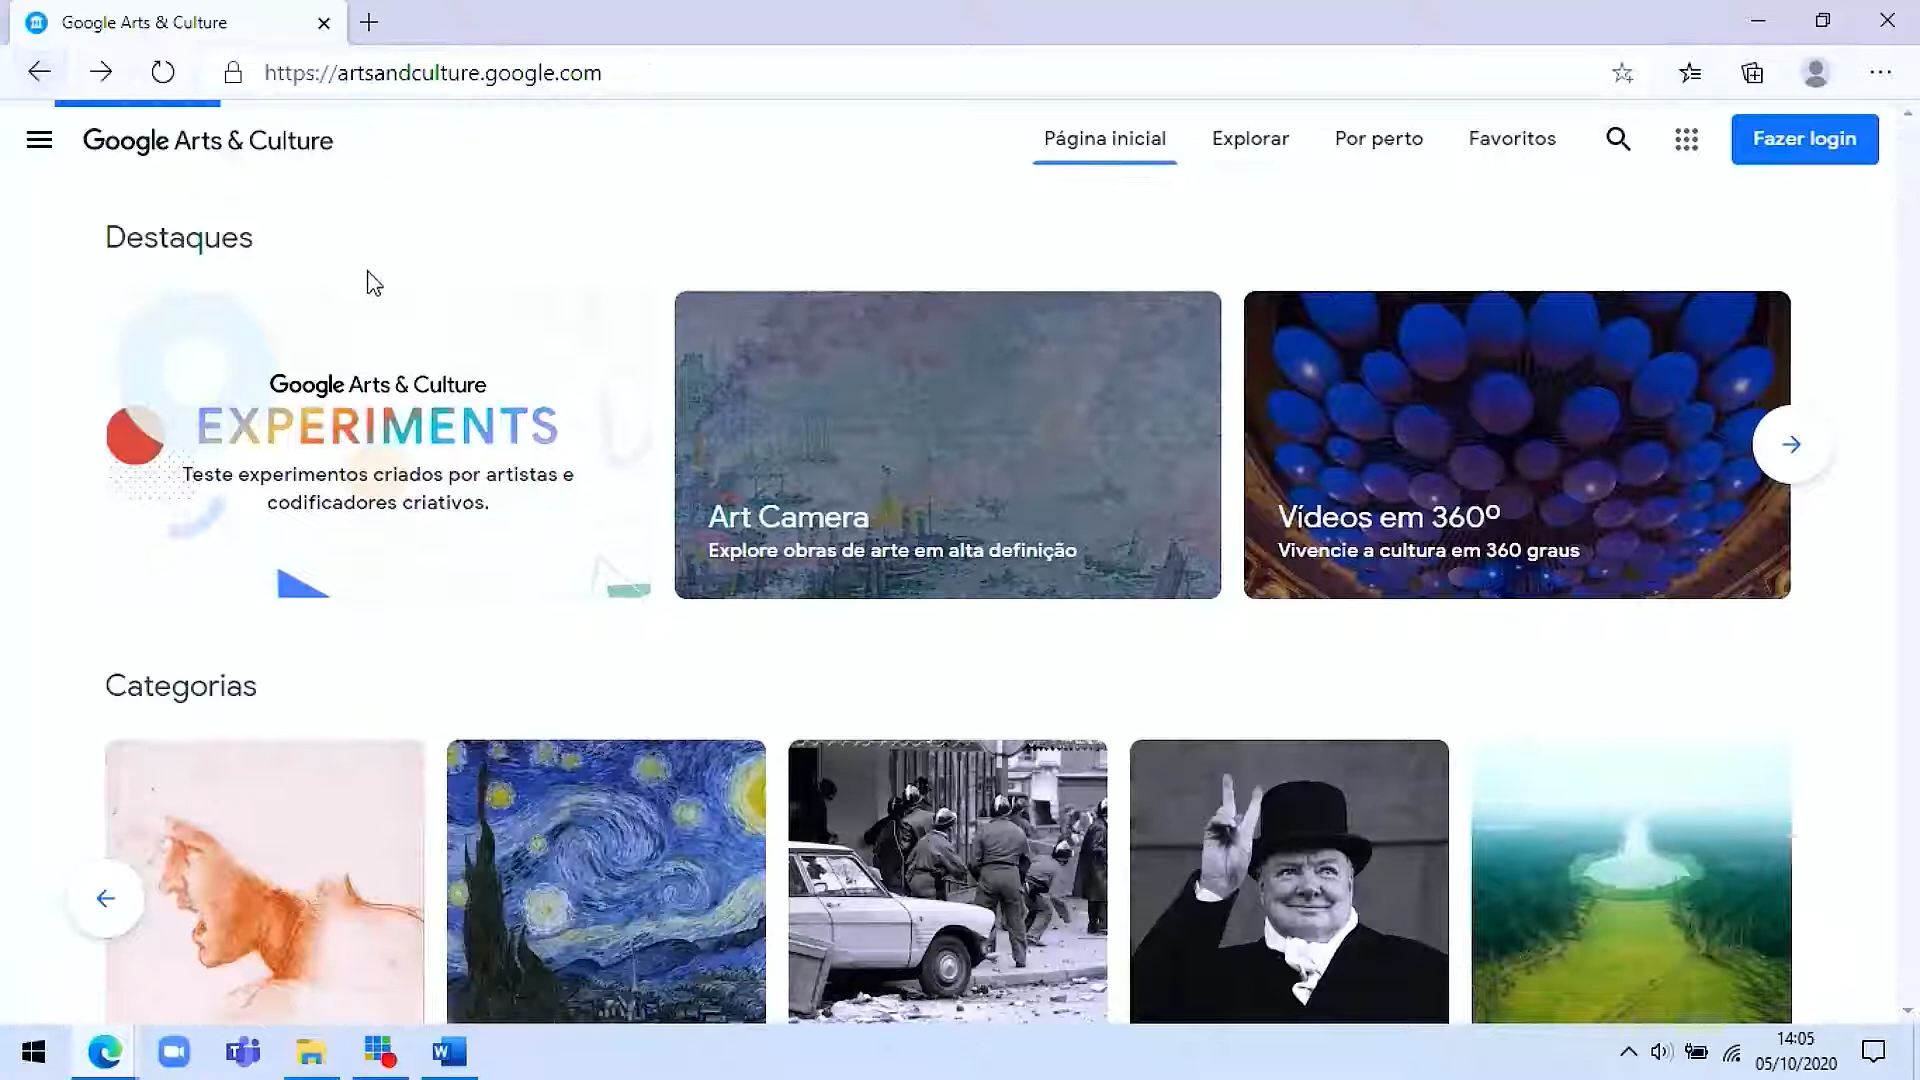 Google Arts & Culture
https://artsandculture.google.com
Google Arts & Culture
Página inicial
Explorar
Por perto
Favoritos
Fazer login
Destaques
Google Arts & Culture
EXPERIMENTS
Teste experimentos criados por artistas e
codificadores criativos.
Art Camera
Explore obras de arte em alta definição
Vídeos em 360º
Vivencie a cultura em 360 graus
Categorias
14:05
05/10/2020